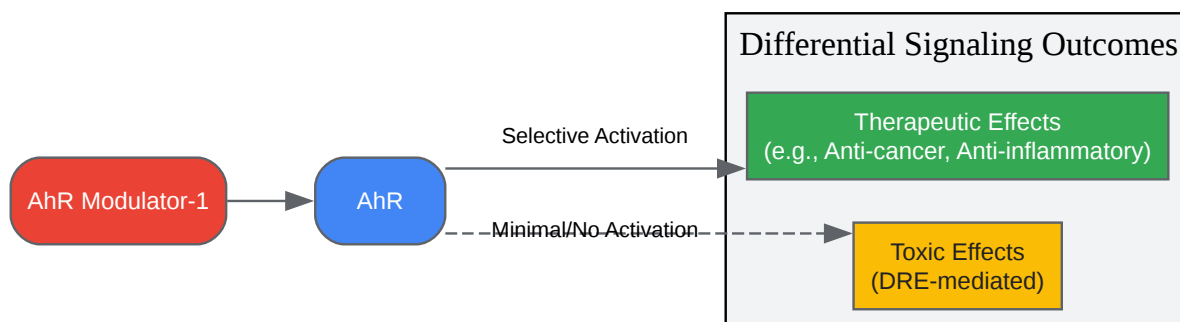 Differential Signaling Outcomes
Therapeutic Effects
(e.g., Anti-cancer, Anti-inflammatory)
Selective Activation
AhR Modulator-1
AhR
Minimal/No Activation
Toxic Effects
(DRE-mediated)